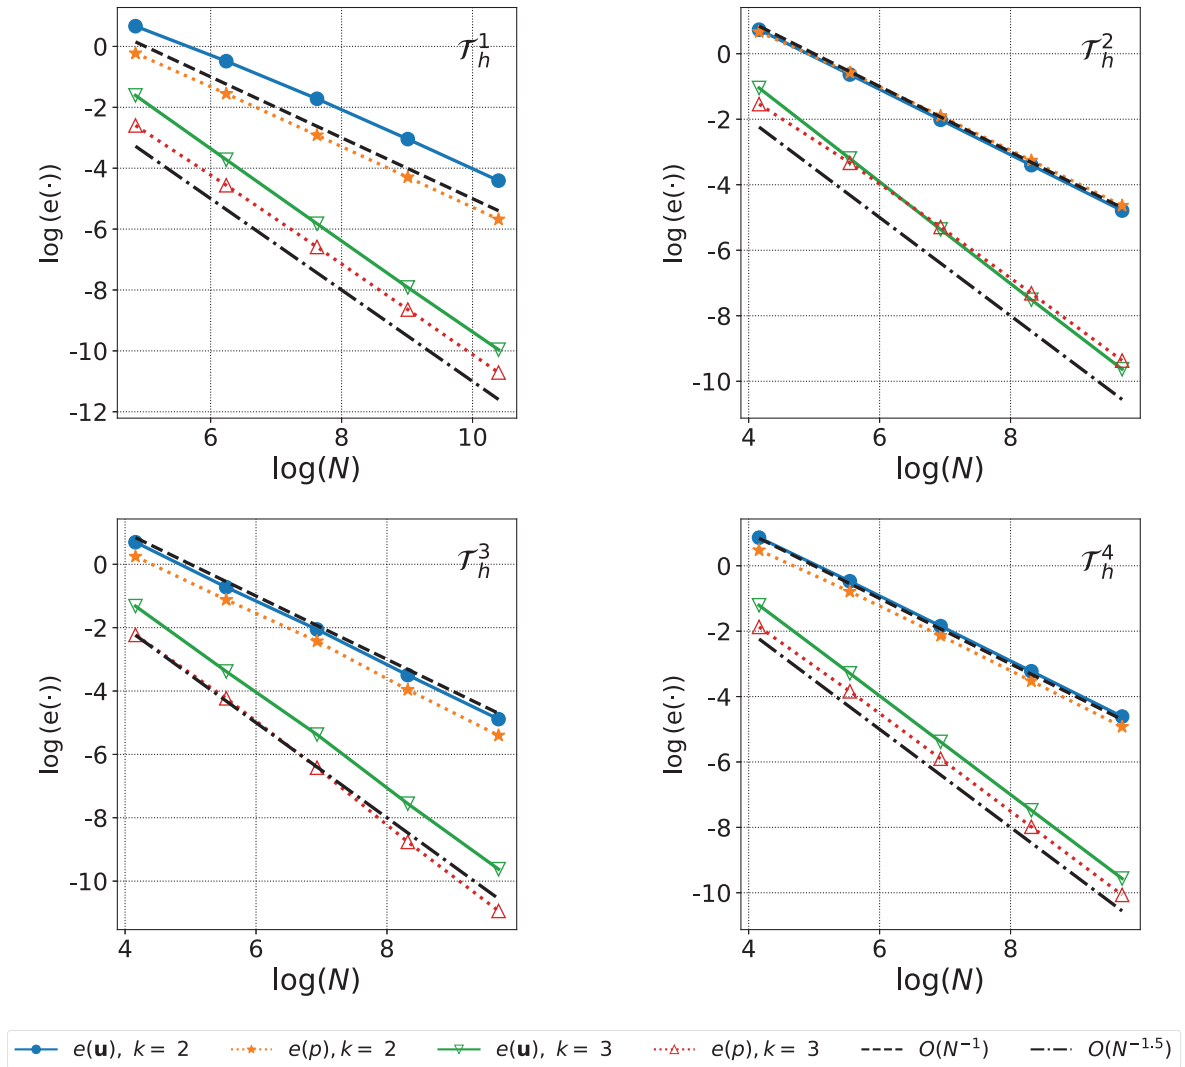 0
-2
-4
-6
-8
-10
-12
6
8
10
log(N)
log(e(·))
𝒯_h^1
0
-2
-4
-6
-8
-10
4
6
8
log(N)
log(e(·))
𝒯_h^2
0
-2
-4
-6
-8
-10
4
6
8
log(N)
log(e(·))
𝒯_h^3
0
-2
-4
-6
-8
-10
4
6
8
log(N)
log(e(·))
𝒯_h^4
e(u), k = 2
e(p), k = 2
e(u), k = 3
e(p), k = 3
O(N^{-1})
O(N^{-1.5})